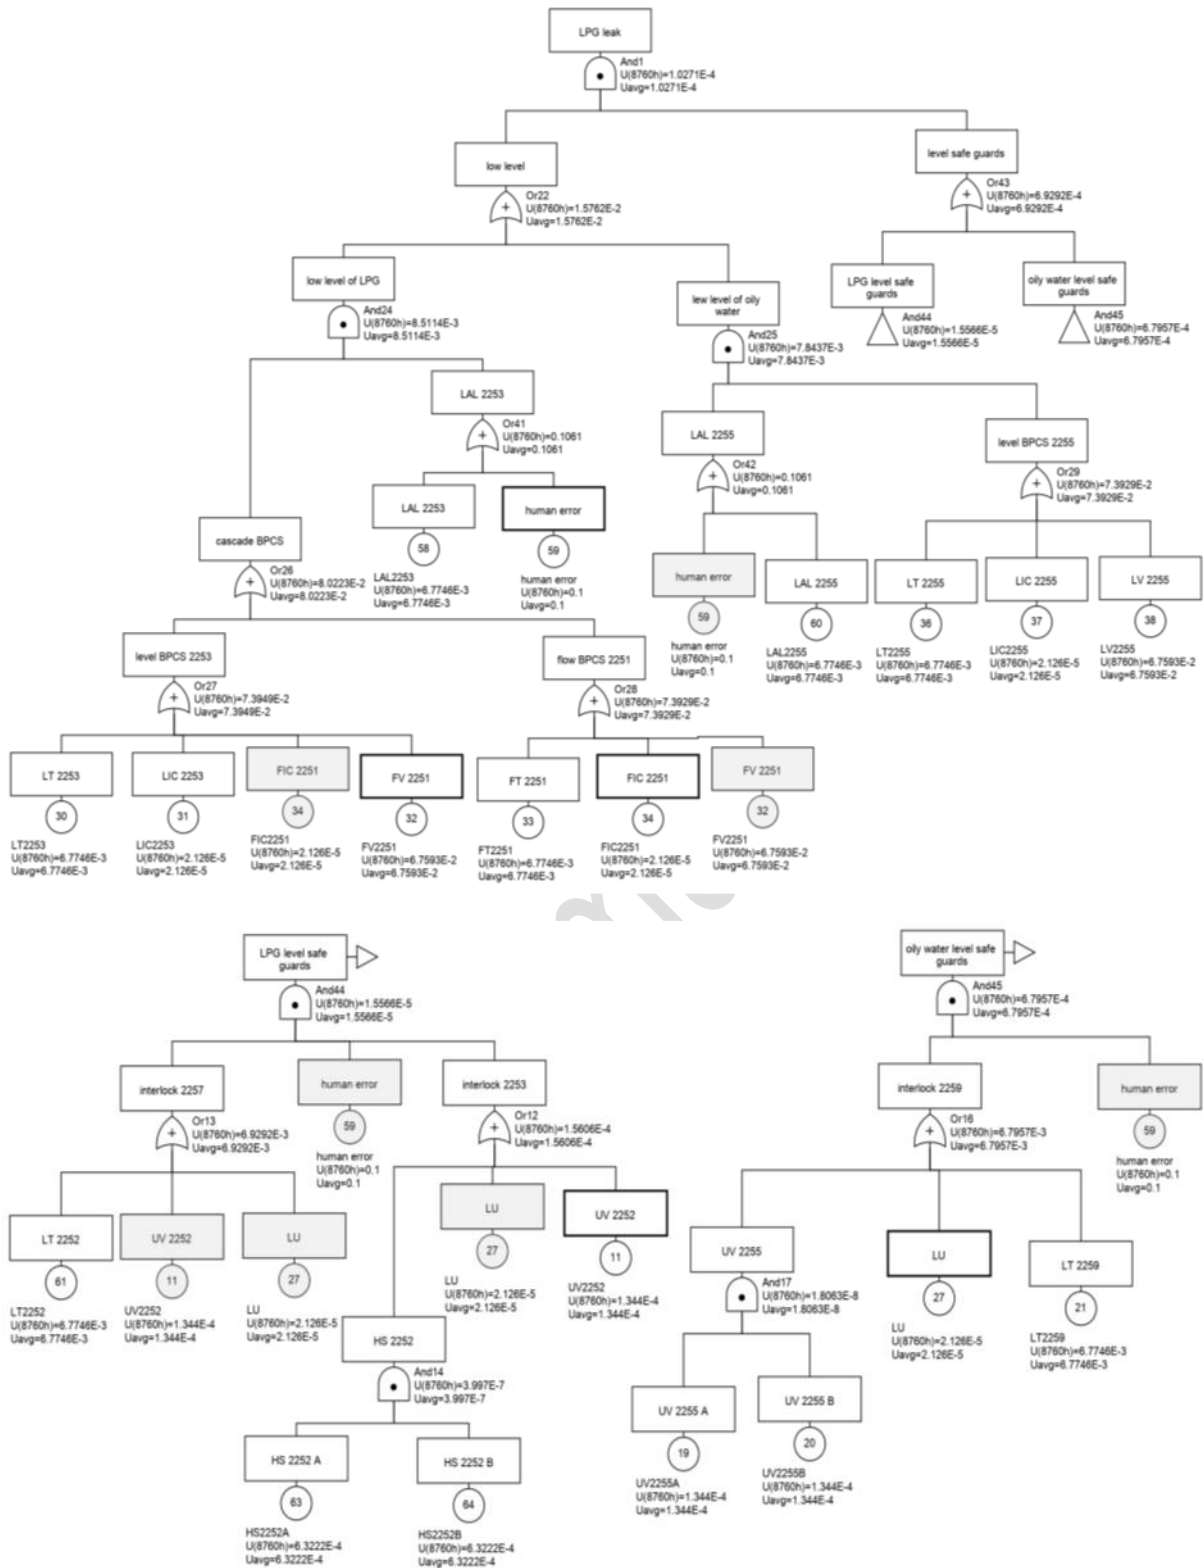 LPG leak
And1
U(8760h)=1.0271E-4
Uavg=1.0271E-4
low level
Or22
U(8760h)=1.5762E-2
Uavg=1.5762E-2
level safe guards
Or43
U(8760h)=6.9292E-4
Uavg=6.9292E-4
low level of LPG
And24
U(8760h)=8.5114E-3
Uavg=8.5114E-3
lew level of oily
water
And25
U(8760h)=7.8437E-3
Uavg=7.8437E-3
LPG level safe
guards
And44
U(8760h)=1.5566E-5
Uavg=1.5566E-5
oily water level safe
guards
And45
U(8760h)=6.7957E-4
Uavg=6.7957E-4
LAL 2253
Or41
U(8760h)=0.1061
Uavg=0.1061
LAL 2255
Or42
U(8760h)=0.1061
Uavg=0.1061
level BPCS 2255
Or29
U(8760h)=7.3929E-2
Uavg=7.3929E-2
cascade BPCS
Or26
U(8760h)=8.0223E-2
Uavg=8.0223E-2
LAL 2253
58
LAL2253
U(8760h)=6.7746E-3
Uavg=6.7746E-3
human error
59
human error
U(8760h)=0.1
Uavg=0.1
human error
59
human error
U(8760h)=0.1
Uavg=0.1
LAL 2255
60
LAL2255
U(8760h)=6.7746E-3
Uavg=6.7746E-3
LT 2255
36
LT2255
U(8760h)=6.7746E-3
Uavg=6.7746E-3
LIC 2255
37
LIC2255
U(8760h)=2.126E-5
Uavg=2.126E-5
LV 2255
38
LV2255
U(8760h)=6.7593E-2
Uavg=6.7593E-2
level BPCS 2253
Or27
U(8760h)=7.3949E-2
Uavg=7.3949E-2
flow BPCS 2251
Or28
U(8760h)=7.3929E-2
Uavg=7.3929E-2
LT 2253
30
LT2253
U(8760h)=6.7746E-3
Uavg=6.7746E-3
LIC 2253
31
LIC2253
U(8760h)=2.126E-5
Uavg=2.126E-5
FIC 2251
34
FIC2251
U(8760h)=2.126E-5
Uavg=2.126E-5
FV 2251
32
FV2251
U(8760h)=6.7593E-2
Uavg=6.7593E-2
FT 2251
33
FT2251
U(8760h)=6.7746E-3
Uavg=6.7746E-3
FIC 2251
34
FIC2251
U(8760h)=2.126E-5
Uavg=2.126E-5
FV 2251
32
FV2251
U(8760h)=6.7593E-2
Uavg=6.7593E-2
LPG level safe
guards
And44
U(8760h)=1.5566E-5
Uavg=1.5566E-5
oily water level safe
guards
And45
U(8760h)=6.7957E-4
Uavg=6.7957E-4
interlock 2257
Or13
U(8760h)=6.9292E-3
Uavg=6.9292E-3
human error
59
human error
U(8760h)=0.1
Uavg=0.1
interlock 2253
Or12
U(8760h)=1.5606E-4
Uavg=1.5606E-4
interlock 2259
Or16
U(8760h)=6.7957E-3
Uavg=6.7957E-3
human error
59
human error
U(8760h)=0.1
Uavg=0.1
LT 2252
61
LT2252
U(8760h)=6.7746E-3
Uavg=6.7746E-3
UV 2252
11
UV2252
U(8760h)=1.344E-4
Uavg=1.344E-4
LU
27
LU
U(8760h)=2.126E-5
Uavg=2.126E-5
LU
27
LU
U(8760h)=2.126E-5
Uavg=2.126E-5
UV 2252
11
UV2252
U(8760h)=1.344E-4
Uavg=1.344E-4
UV 2255
And17
U(8760h)=1.8063E-8
Uavg=1.8063E-8
LU
27
LU
U(8760h)=2.126E-5
Uavg=2.126E-5
LT 2259
21
LT2259
U(8760h)=6.7746E-3
Uavg=6.7746E-3
HS 2252
And14
U(8760h)=3.997E-7
Uavg=3.997E-7
UV 2255 A
19
UV2255A
U(8760h)=1.344E-4
Uavg=1.344E-4
UV 2255 B
20
UV2255B
U(8760h)=1.344E-4
Uavg=1.344E-4
HS 2252 A
63
HS2252A
U(8760h)=6.3222E-4
Uavg=6.3222E-4
HS 2252 B
64
HS2252B
U(8760h)=6.3222E-4
Uavg=6.3222E-4